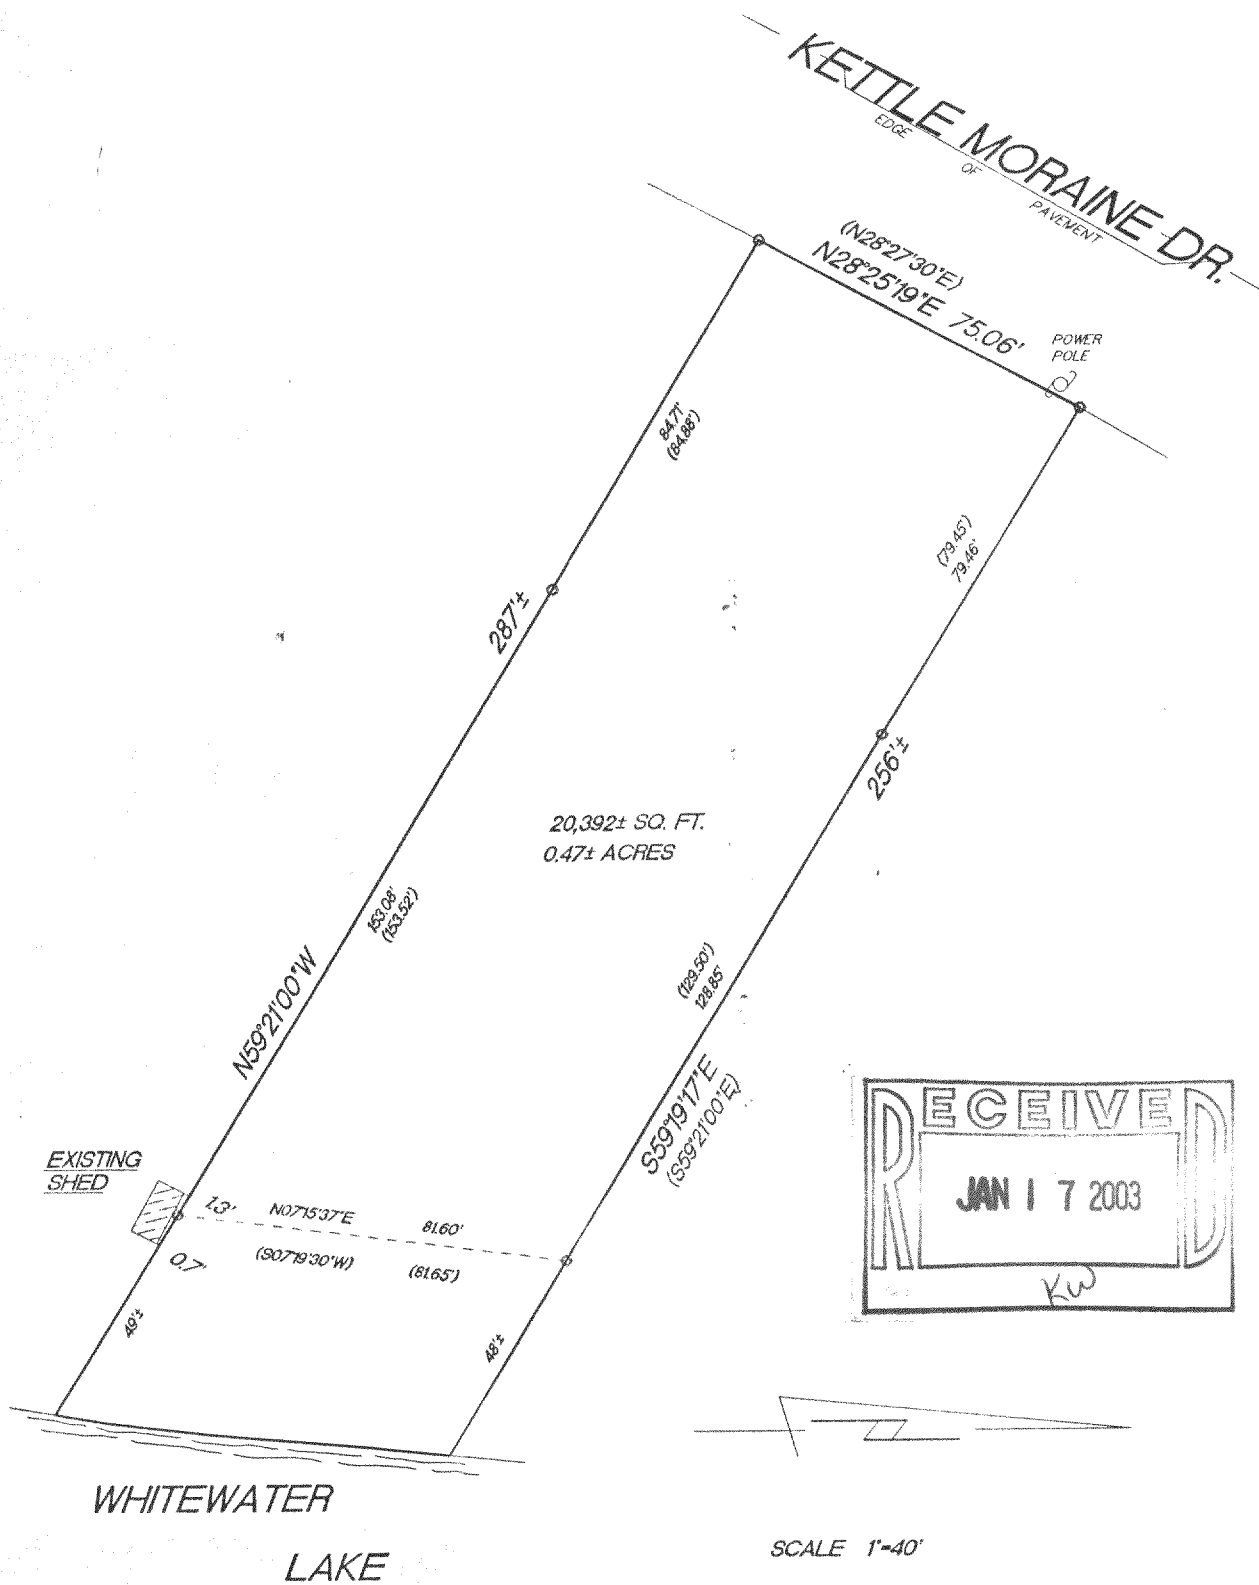 KETTLE MORAINE DR.
EDGE OF PAVEMENT
(N28°27'30"E)
N28°25'19"E 75.06'
POWER
POLE
84.71'
(84.88')
(79.45')
79.46'
287'±
256'±
20,392± SQ. FT.
0.47± ACRES
153.08'
(153.52')
(129.50')
128.85'
N59°21'00"W
S59°19'17"E
(S59°21'00"E)
RECEIVED
JAN 17 2003
KW
EXISTING
SHED
1.3'
N07°15'37"E 81.60'
(S07°19'30"W) (81.65')
0.7'
49'±
48'±
WHITEWATER
LAKE
SCALE 1"=40'